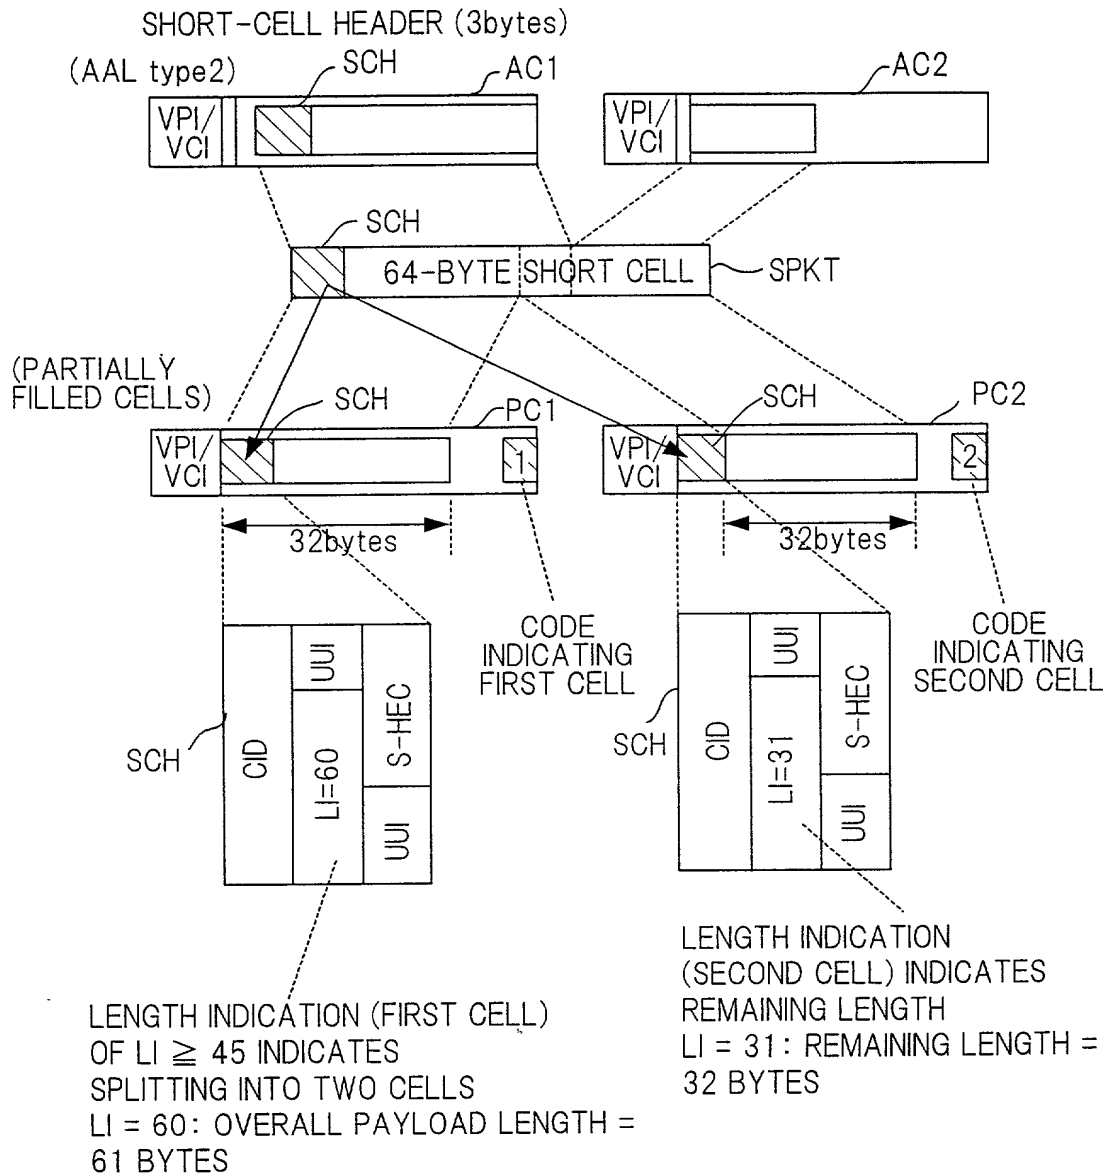 SHORT-CELL HEADER (3bytes)
(AAL type2)
SCH
AC1
AC2
VPI/
VCI
VPI/
VCI
SCH
64-BYTE SHORT CELL
SPKT
(PARTIALLY
FILLED CELLS)
SCH
PC1
SCH
PC2
VPI/
VCI
1
VPI/
VCI
2
32bytes
32bytes
CODE
INDICATING
FIRST CELL
CODE
INDICATING
SECOND CELL
SCH
CID
UUI
LI=60
S-HEC
UUI
SCH
CID
UUI
LI=31
S-HEC
UUI
LENGTH INDICATION (FIRST CELL)
OF LI ≧ 45 INDICATES
SPLITTING INTO TWO CELLS
LI = 60: OVERALL PAYLOAD LENGTH =
61 BYTES
LENGTH INDICATION
(SECOND CELL) INDICATES
REMAINING LENGTH
LI = 31: REMAINING LENGTH =
32 BYTES